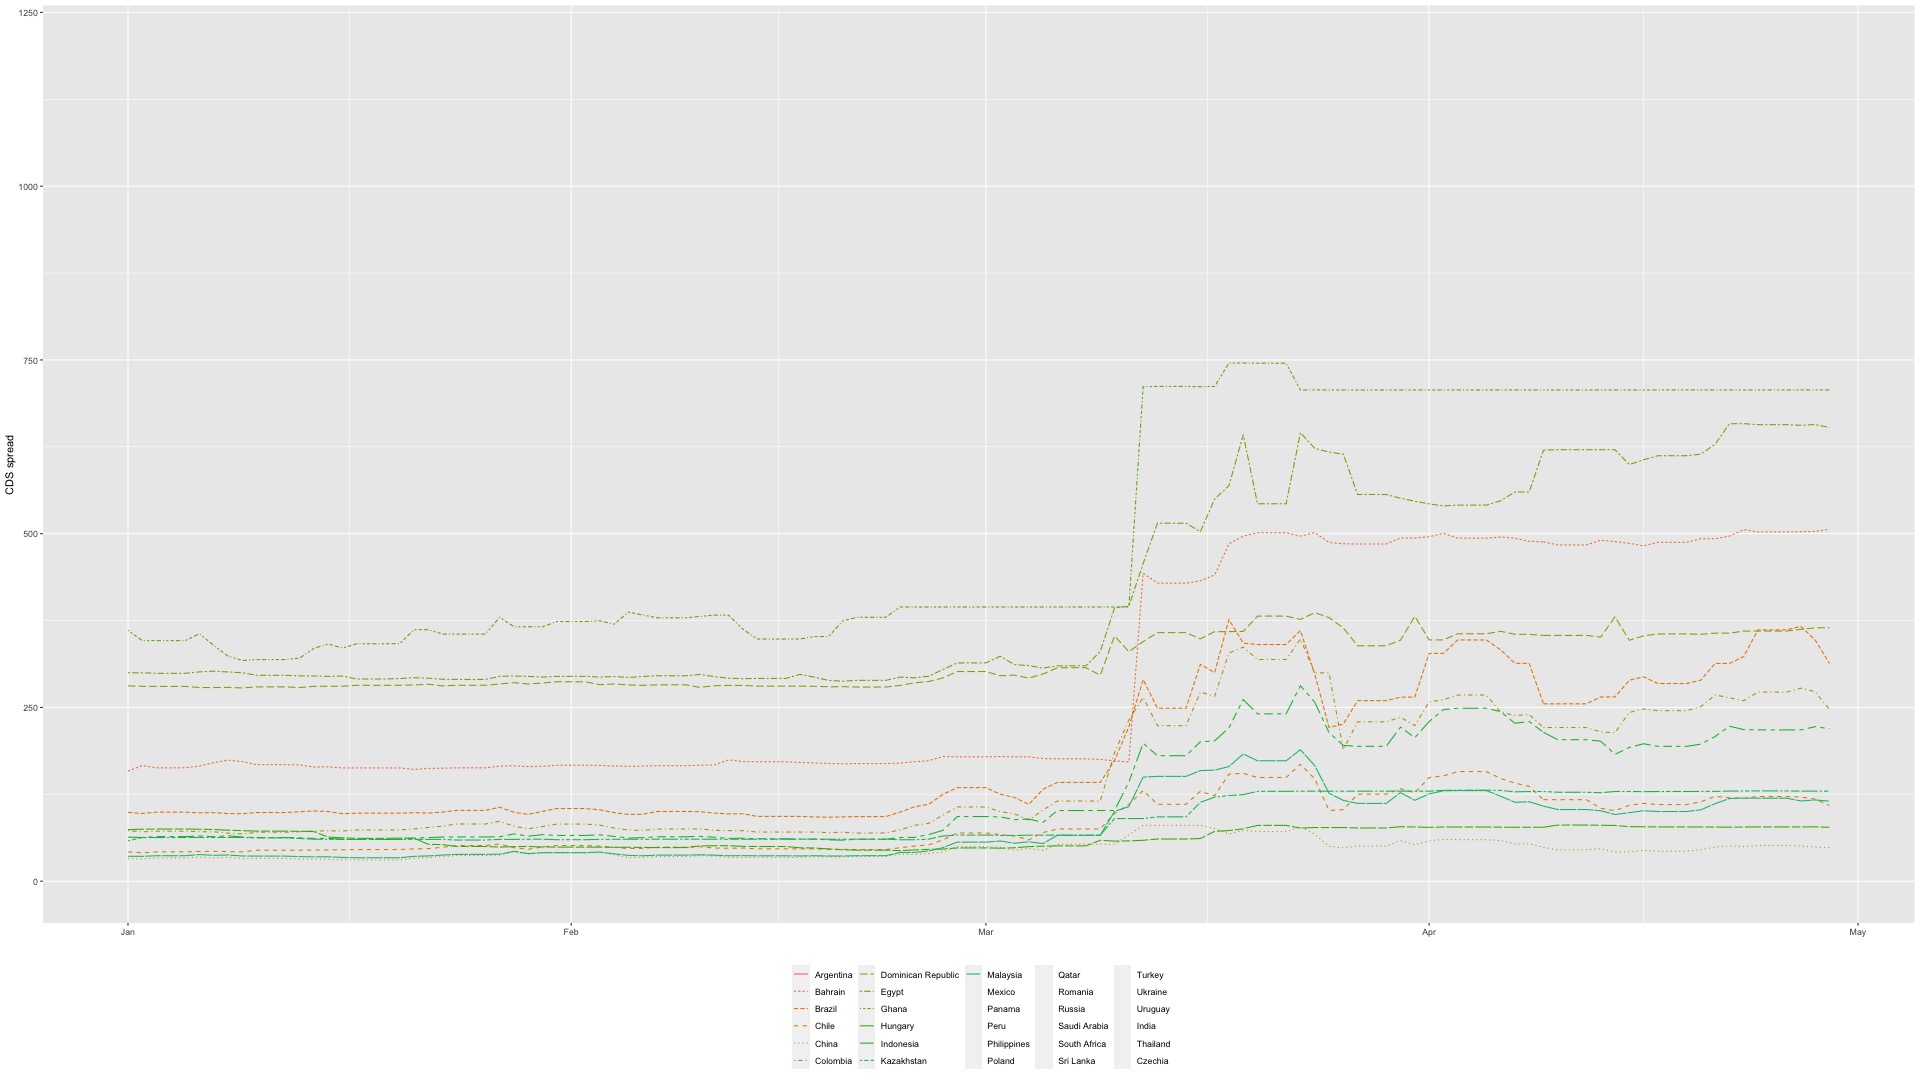 1250
1000
750
500
250
0
CDS spread
Jan Feb Mar Apr May
Argentina Dominican Republic Malaysia Qatar Turkey
Bahrain Egypt Mexico Romania Ukraine
Brazil Ghana Panama Russia Uruguay
Chile Hungary Peru Saudi Arabia India
China Indonesia Philippines South Africa Thailand
Colombia Kazakhstan Poland Sri Lanka Czechia